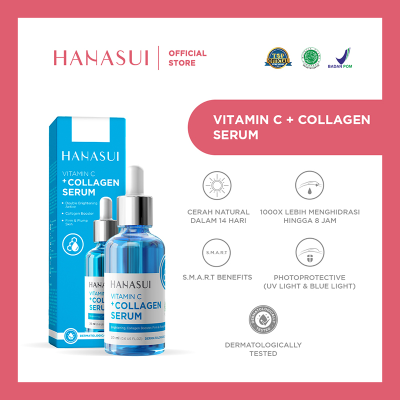 HANASUI
OFFICIAL
STORE
BADAN POM
VITAMIN C + COLLAGEN
SERUM
HANASUI
VITAMIN C
+COLLAGEN
SERUM
Collagen Booster
HANASUI
VITAMIN C
+COLLAGEN
SERUM
CERAH NATURAL
DALAM 14 HARI
1000X LEBIH MENGHIDRASI
HINGGA 8 JAM
S.M.A.R.T
S.M.A.R.T BENEFITS
PHOTOPROTECTIVE
(UV LIGHT & BLUE LIGHT)
DERMATOLOGICALLY
TESTED